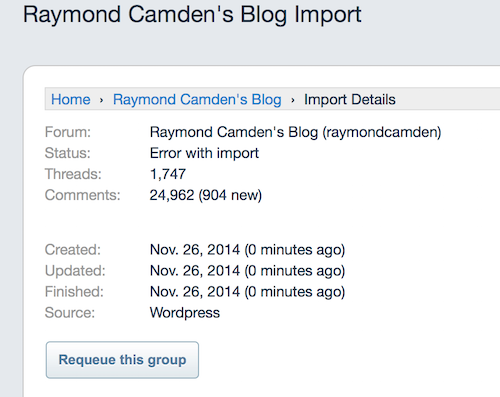 Raymond Camden's Blog Import
Home › Raymond Camden's Blog › Import Details
Forum: Raymond Camden's Blog (raymondcamden)
Status: Error with import
Threads: 1,747
Comments: 24,962 (904 new)
Created: Nov. 26, 2014 (0 minutes ago)
Updated: Nov. 26, 2014 (0 minutes ago)
Finished: Nov. 26, 2014 (0 minutes ago)
Source: Wordpress
Requeue this group